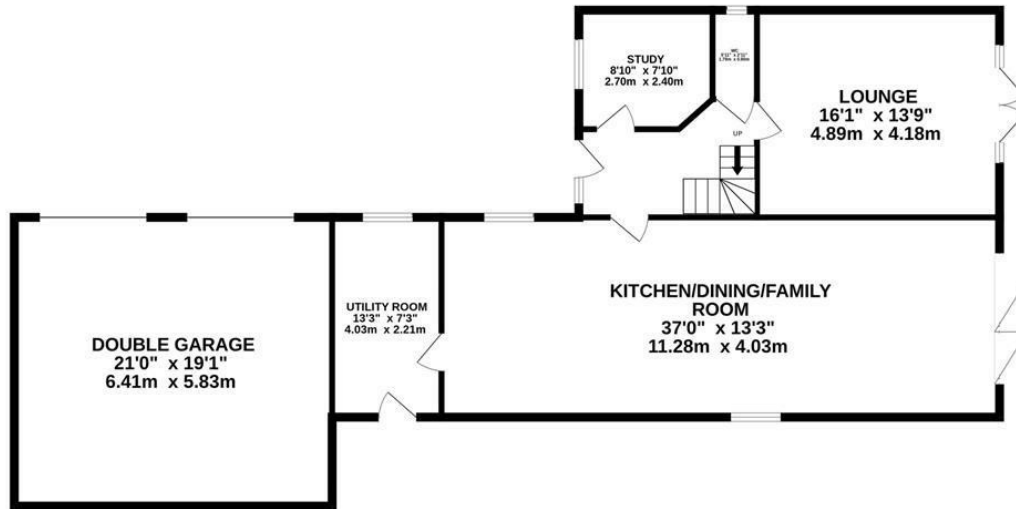 STUDY
8'10" x 7'10"
2.70m x 2.40m
WC
LOUNGE
16'1" x 13'9"
4.89m x 4.18m
UP
UTILITY ROOM
13'3" x 7'3"
4.03m x 2.21m
KITCHEN/DINING/FAMILY
ROOM
37'0" x 13'3"
11.28m x 4.03m
DOUBLE GARAGE
21'0" x 19'1"
6.41m x 5.83m